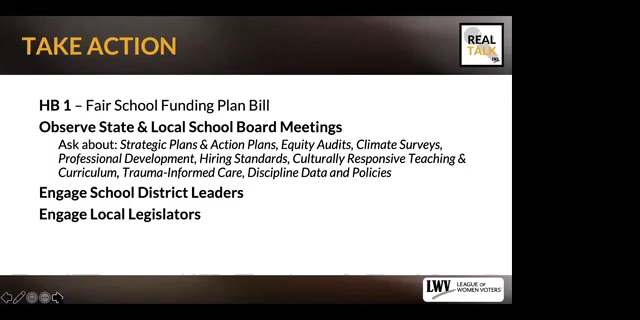 TAKE ACTION
REAL
TALK
HB 1 – Fair School Funding Plan Bill
Observe State & Local School Board Meetings
Ask about: Strategic Plans & Action Plans, Equity Audits, Climate Surveys,
Professional Development, Hiring Standards, Culturally Responsive Teaching &
Curriculum, Trauma-Informed Care, Discipline Data and Policies
Engage School District Leaders
Engage Local Legislators
LWV LEAGUE OF
WOMEN VOTERS